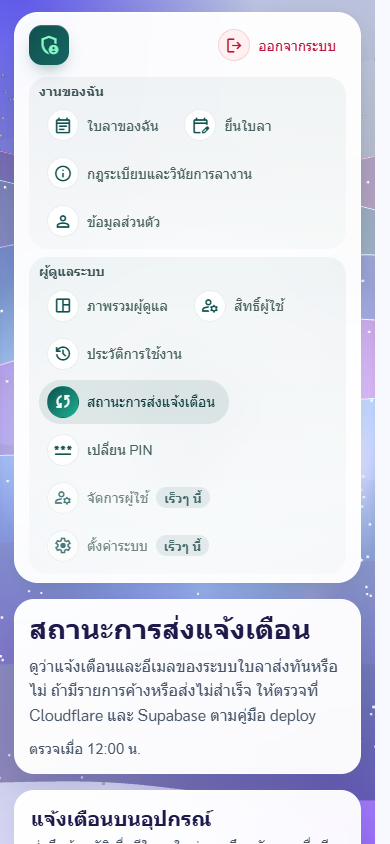 ออกจากระบบ
งานของฉัน
ใบลาของฉัน ยื่นใบลา
กฎระเบียบและวินัยการลางาน
ข้อมูลส่วนตัว
ผู้ดูแลระบบ
ภาพรวมผู้ดูแล สิทธิ์ผู้ใช้
ประวัติการใช้งาน
สถานะการส่งแจ้งเตือน
เปลี่ยน PIN
จัดการผู้ใช้ เร็วๆ นี้
ตั้งค่าระบบ เร็วๆ นี้
สถานะการส่งแจ้งเตือน
ดูว่าแจ้งเตือนและอีเมลของระบบใบลาส่งทันหรือ
ไม่ ถ้ามีรายการค้างหรือส่งไม่สำเร็จ ให้ตรวจที่
Cloudflare และ Supabase ตามคู่มือ deploy
ตรวจเมื่อ 12:00 น.
แจ้งเตือนบนอุปกรณ์